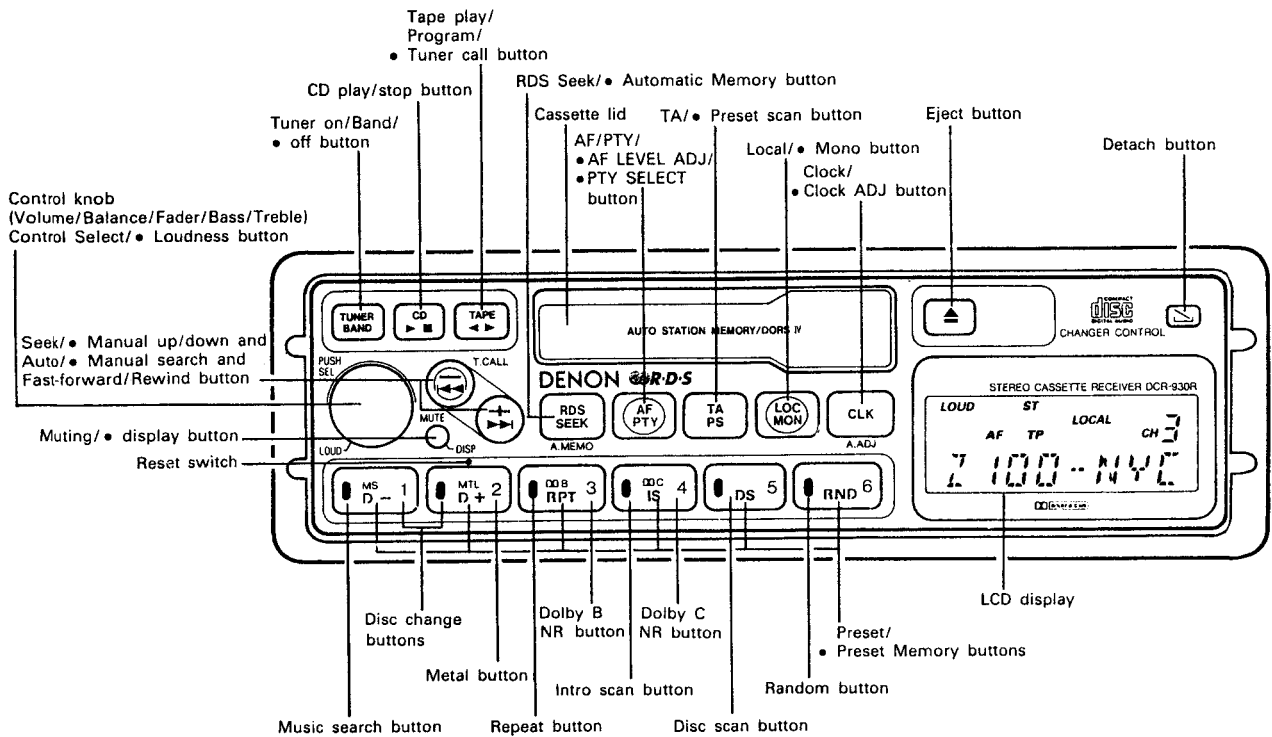 Tape play/
Program/
• Tuner call button
RDS Seek/• Automatic Memory button
CD play/stop button
Cassette lid
TA/• Preset scan button
Eject button
Tuner on/Band/
• off button
AF/PTY/
• AF LEVEL ADJ/
• PTY SELECT
button
Local/• Mono button
Detach button
Clock/
• Clock ADJ button
Control knob
(Volume/Balance/Fader/Bass/Treble)
Control Select/• Loudness button
TUNER
BAND
CD
TAPE
AUTO STATION MEMORY/DORS IV
COMPACT
disc
DIGITAL AUDIO
CHANGER CONTROL
Seek/• Manual up/down and
Auto/• Manual search and
Fast-forward/Rewind button
PUSH
SEL
T.CALL
DENON R·D·S
STEREO CASSETTE RECEIVER DCR-930R
RDS
SEEK
AF
PTY
TA
PS
LOC
MON
CLK
LOUD ST
LOCAL
AF TP
CH 3
Z 100-NYC
Muting/• display button
MUTE
LOUD
DISP
A.MEMO
A.ADJ
Reset switch
MS
D − 1
MTL
D + 2
B
RPT 3
C
IS 4
DS 5
RND 6
LCD display
Disc change
buttons
Dolby B
NR button
Dolby C
NR button
Preset/
• Preset Memory buttons
Metal button
Intro scan button
Random button
Music search button
Repeat button
Disc scan button